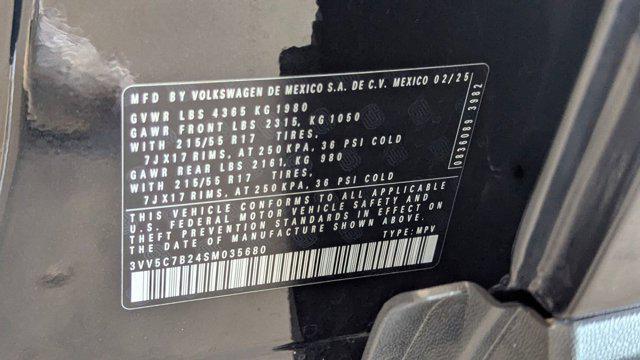 MFD BY VOLKSWAGEN DE MEXICO S.A. DE C.V. MEXICO 02/25
GVWR LBS 4365 KG 1980
GAWR FRONT LBS 2315, KG 1050
WITH 215/55 R17 TIRES,
7JX17 RIMS, AT 250 KPA, 36 PSI COLD
GAWR REAR LBS 2161, KG 980
WITH 215/55 R17 TIRES,
7JX17 RIMS, AT 250 KPA, 36 PSI COLD
THIS VEHICLE CONFORMS TO ALL APPLICABLE
U.S. FEDERAL MOTOR VEHICLE SAFETY AND
THEFT PREVENTION STANDARDS IN EFFECT ON
THE DATE OF MANUFACTURE SHOWN ABOVE.
3VV5C7B24SM035680 TYPE: MPV
0836089 3982